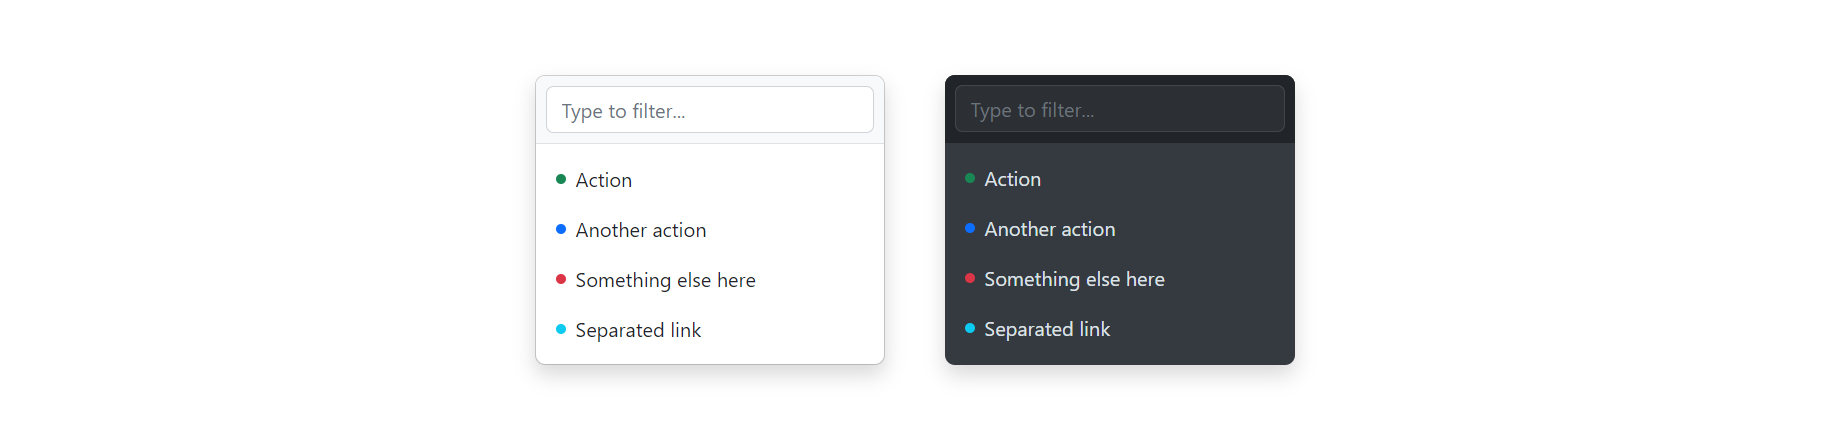 Type to filter...
Action
Another action
Something else here
Separated link
Type to filter...
Action
Another action
Something else here
Separated link